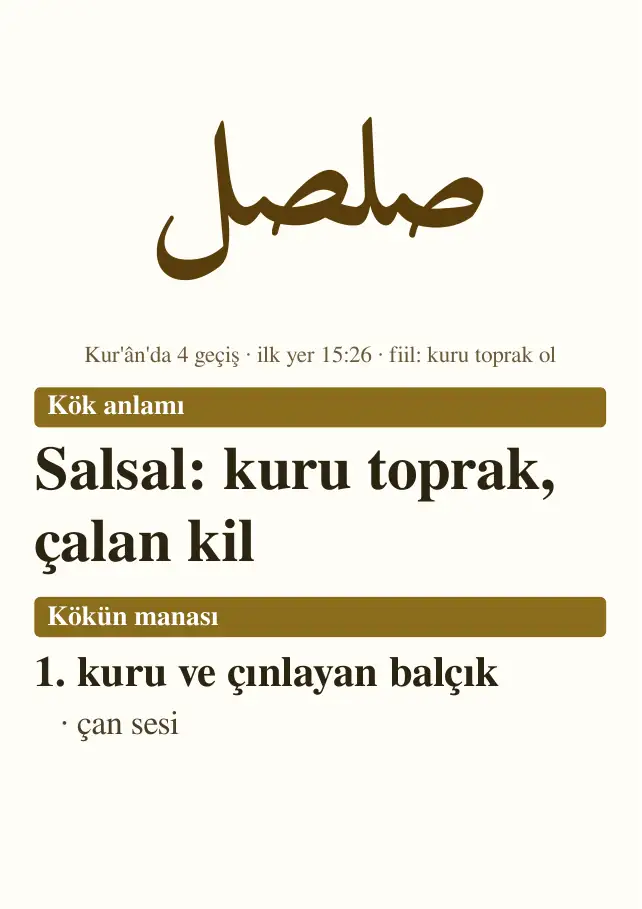 صلصل
Kur'ân'da 4 geçiş · ilk yer 15:26 · fiil: kuru toprak ol
Kök anlamı
Salsal: kuru toprak,
çalan kil
Kökün manası
1. kuru ve çınlayan balçık
· çan sesi